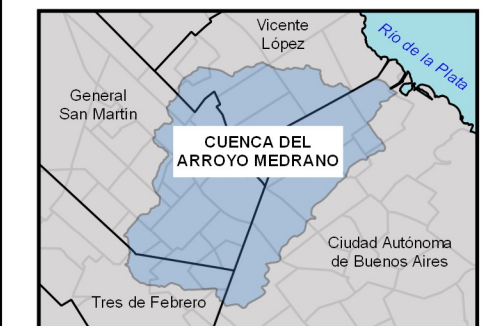 Vicente
López
Río de la Plata
General
San Martin
CUENCA DEL
ARROYO MEDRANO
Ciudad Autónoma
de Buenos Aires
Tres de Febrero